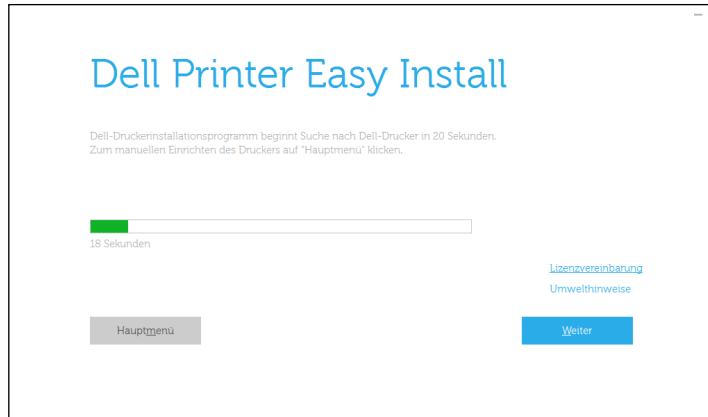 Dell Printer Easy Install
Dell-Druckerinstallationsprogramm beginnt Suche nach Dell-Drucker in 20 Sekunden.
Zum manuellen Einrichten des Druckers auf "Hauptmenü" klicken.
18 Sekunden
Lizenzvereinbarung
Umwelthinweise
Hauptmenü
Weiter